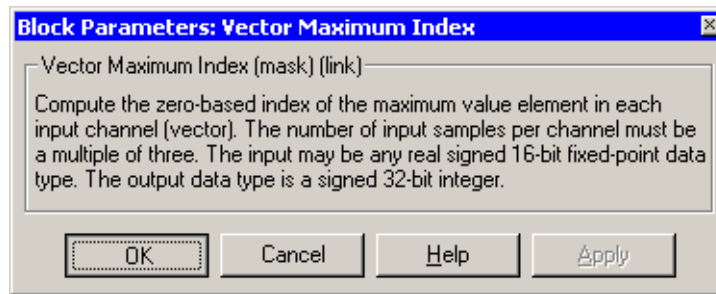 Block Parameters: Vector Maximum Index
Vector Maximum Index (mask) (link)
Compute the zero-based index of the maximum value element in each
input channel (vector). The number of input samples per channel must be
a multiple of three. The input may be any real signed 16-bit fixed-point data
type. The output data type is a signed 32-bit integer.
OK Cancel Help Apply